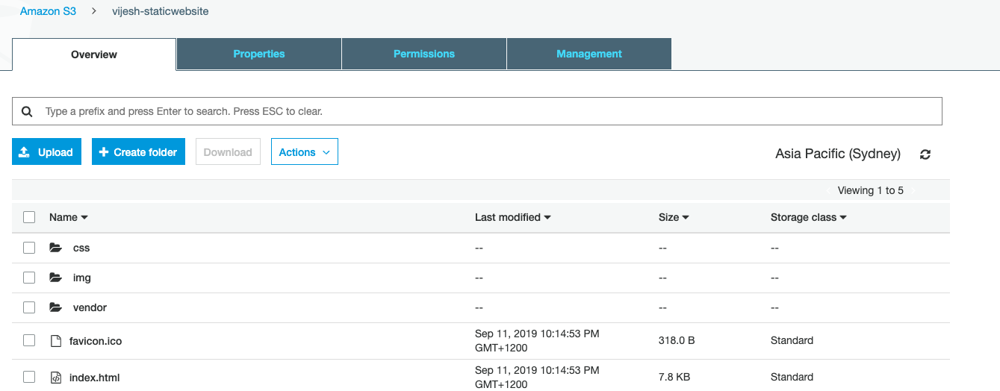 Amazon S3 > vijesh-staticwebsite
Overview Properties Permissions Management
Type a prefix and press Enter to search. Press ESC to clear.
Upload + Create folder Download Actions
Asia Pacific (Sydney)
Viewing 1 to 5
Name Last modified Size Storage class
css -- -- --
img -- -- --
vendor -- -- --
favicon.ico Sep 11, 2019 10:14:53 PM 318.0 B Standard
GMT+1200
index.html Sep 11, 2019 10:14:53 PM 7.8 KB Standard
GMT+1200